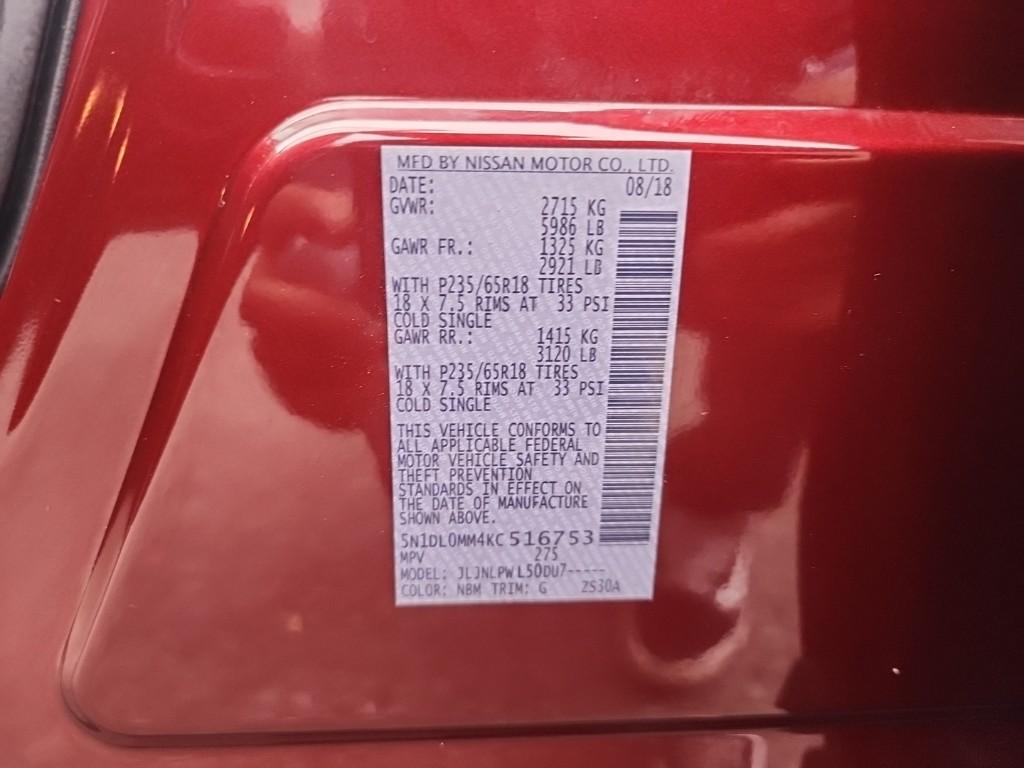 MFD BY NISSAN MOTOR CO., LTD.
DATE: 08/18
GVWR: 2715 KG
5986 LB
GAWR FR.: 1325 KG
2921 LB
WITH P235/65R18 TIRES
18 X 7.5 RIMS AT 33 PSI
COLD SINGLE
GAWR RR.: 1415 KG
3120 LB
WITH P235/65R18 TIRES
18 X 7.5 RIMS AT 33 PSI
COLD SINGLE
THIS VEHICLE CONFORMS TO
ALL APPLICABLE FEDERAL
MOTOR VEHICLE SAFETY AND
THEFT PREVENTION
STANDARDS IN EFFECT ON
THE DATE OF MANUFACTURE
SHOWN ABOVE.
5N1DL0MM4KC516753
MPV 275
MODEL: JLJNLPWL50DU7-----
COLOR: NBM TRIM: G ZS30A